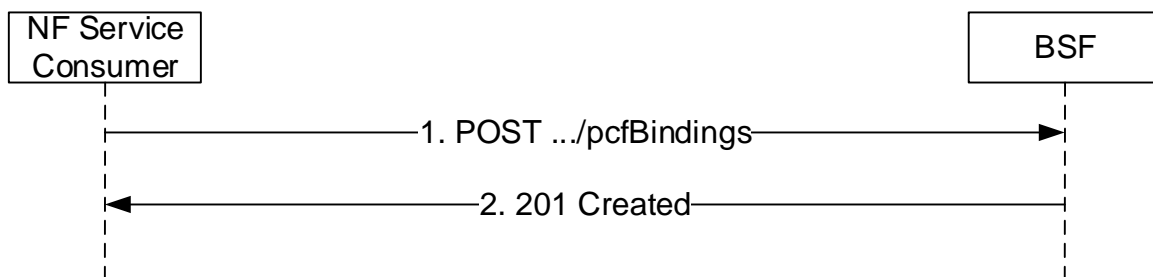 NF Service
Consumer
BSF
1. POST .../pcfBindings
2. 201 Created